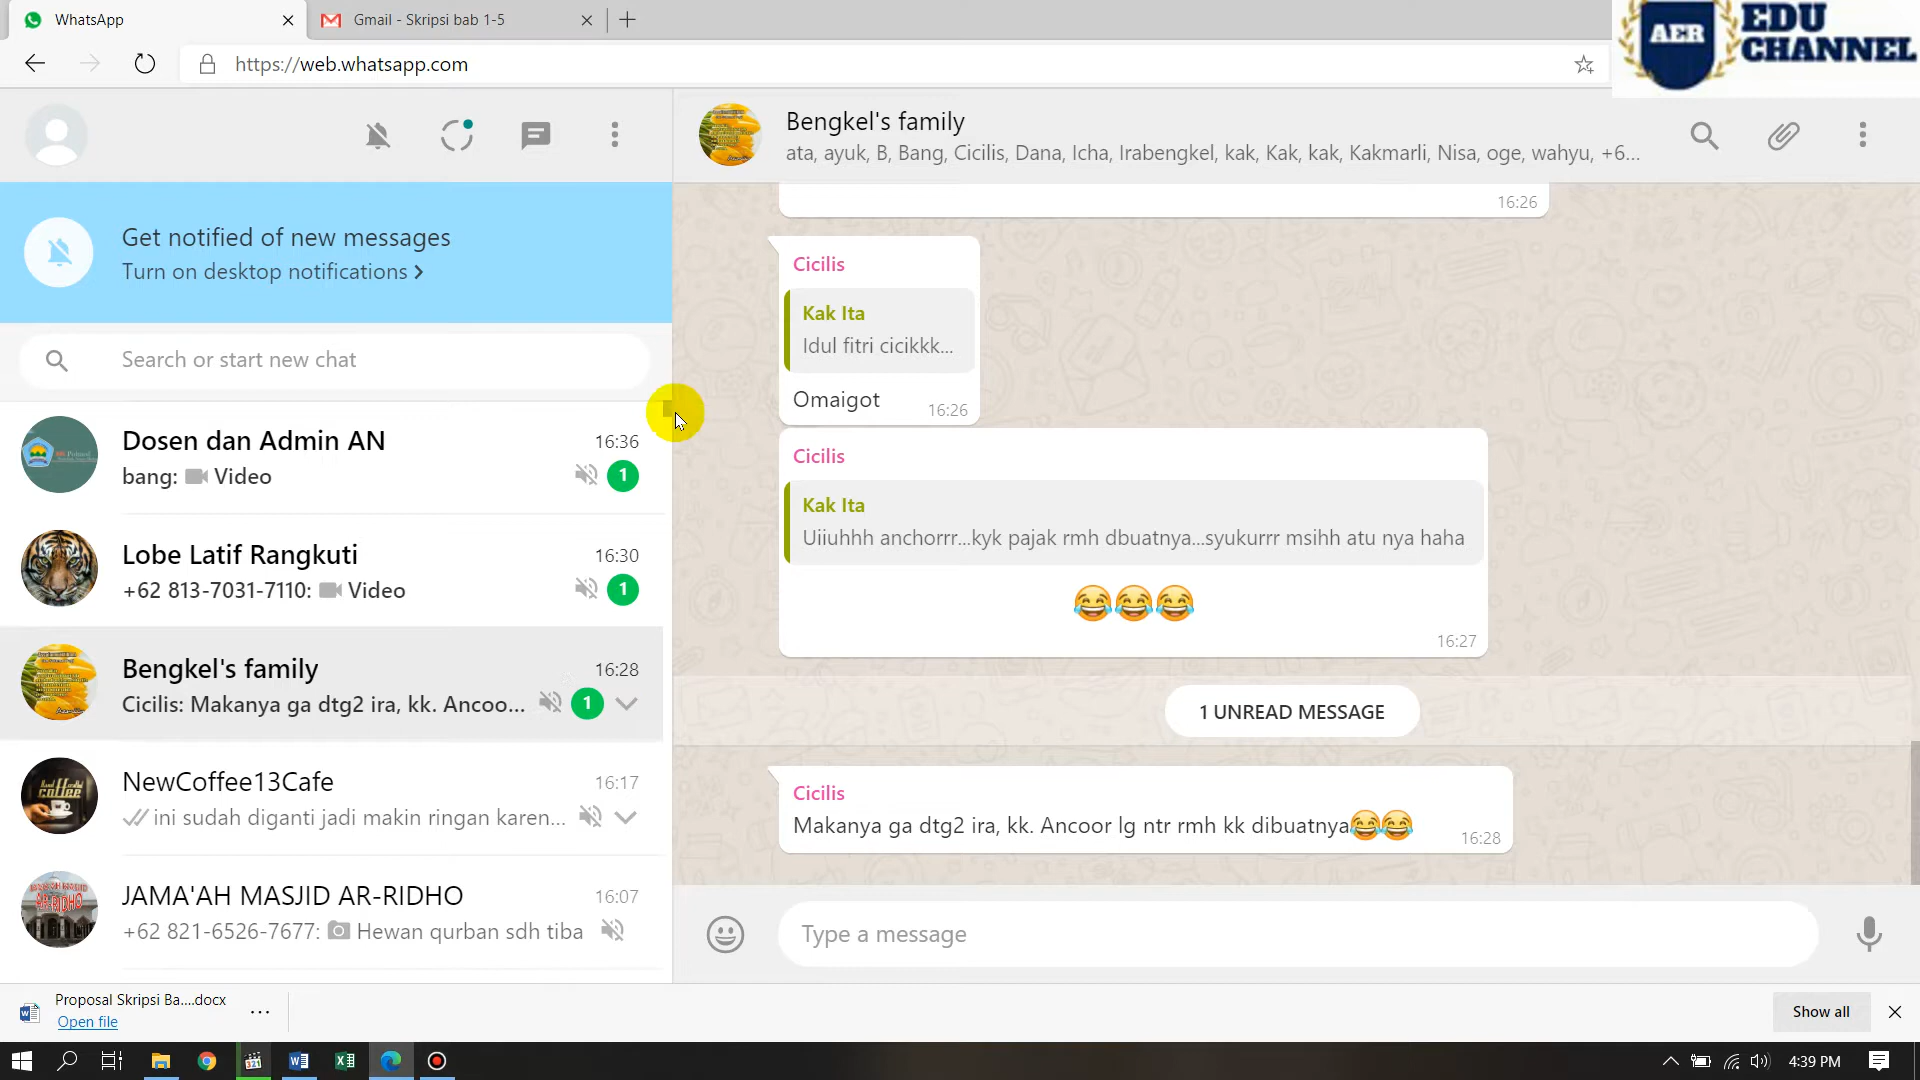 WhatsApp
Gmail - Skripsi bab 1-5
https://web.whatsapp.com
AER
EDU
CHANNEL
Get notified of new messages
Turn on desktop notifications
Search or start new chat
Dosen dan Admin AN 16:36
bang: Video 1
Lobe Latif Rangkuti 16:30
+62 813-7031-7110: Video 1
Bengkel's family 16:28
Cicilis: Makanya ga dtg2 ira, kk. Ancoo... 1
NewCoffee13Cafe 16:17
ini sudah diganti jadi makin ringan karen...
JAMA'AH MASJID AR-RIDHO 16:07
+62 821-6526-7677: Hewan qurban sdh tiba
Bengkel's family
ata, ayuk, B, Bang, Cicilis, Dana, Icha, Irabengkel, kak, Kak, kak, Kakmarli, Nisa, oge, wahyu, +6...
16:26
Cicilis
Kak Ita
Idul fitri cicikkk...
Omaigot 16:26
Cicilis
Kak Ita
Uiiuhhh anchorrr...kyk pajak rmh dbuatnya...syukurrr msihh atu nya haha
😂😂😂
16:27
1 UNREAD MESSAGE
Cicilis
Makanya ga dtg2 ira, kk. Ancoor lg ntr rmh kk dibuatnya😂😂 16:28
Type a message
Proposal Skripsi Ba....docx
Open file
Show all
321
4:39 PM